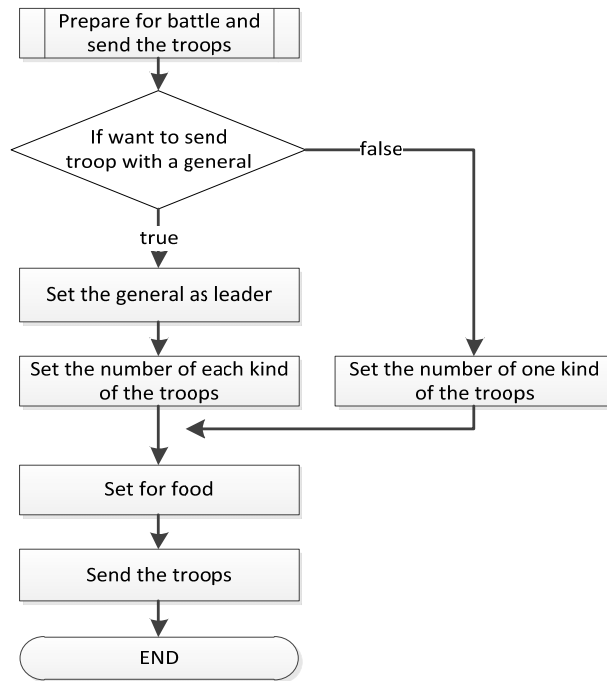 Prepare for battle and
send the troops
If want to send
troop with a general
false
true
Set the general as leader
Set the number of each kind
of the troops
Set the number of one kind
of the troops
Set for food
Send the troops
END